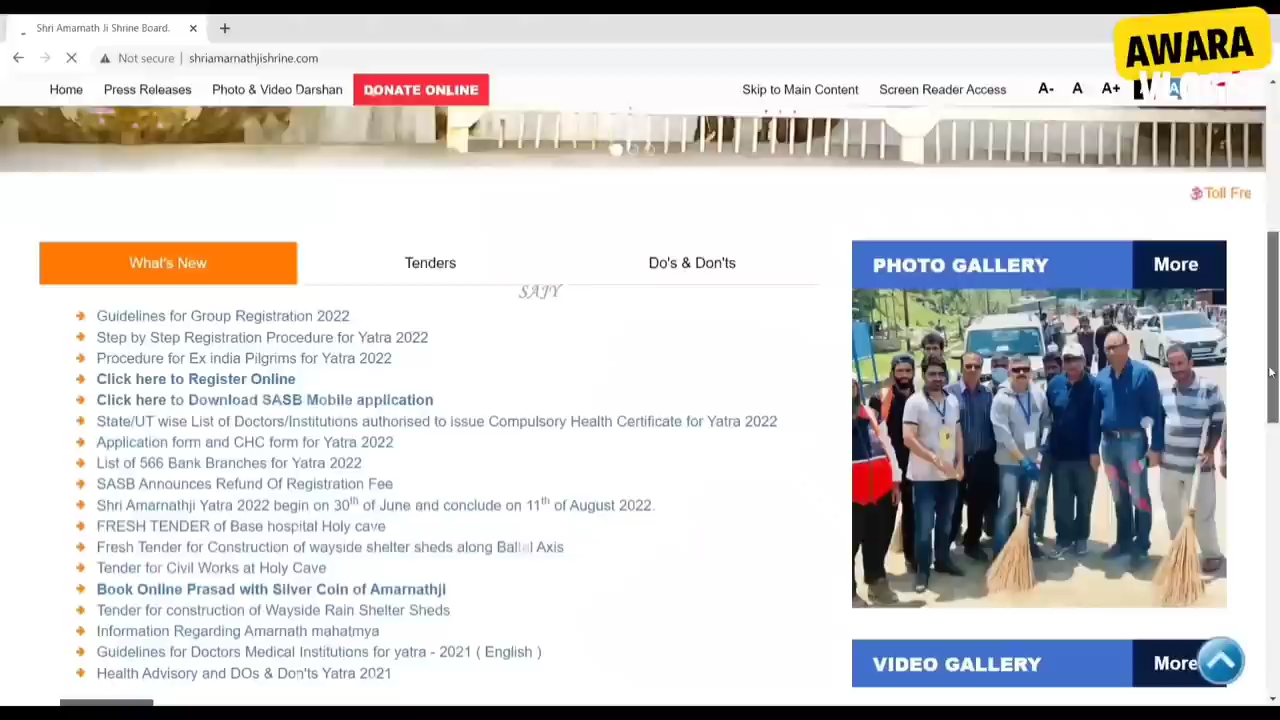 Shri Amarnath Ji Shrine Board.
AWARA
Not secure | shriamarnathjishrine.com
Home Press Releases Photo & Video Darshan DONATE ONLINE Skip to Main Content Screen Reader Access A- A A+
Toll Fre
What's New Tenders Do's & Don'ts
SAJY
Guidelines for Group Registration 2022
Step by Step Registration Procedure for Yatra 2022
Procedure for Ex india Pilgrims for Yatra 2022
Click here to Register Online
Click here to Download SASB Mobile application
State/UT wise List of Doctors/Institutions authorised to issue Compulsory Health Certificate for Yatra 2022
Application form and CHC form for Yatra 2022
List of 566 Bank Branches for Yatra 2022
SASB Announces Refund Of Registration Fee
Shri Amarnathji Yatra 2022 begin on 30th of June and conclude on 11th of August 2022.
FRESH TENDER of Base hospital Holy cave
Fresh Tender for Construction of wayside shelter sheds along Baltal Axis
Tender for Civil Works at Holy Cave
Book Online Prasad with Silver Coin of Amarnathji
Tender for construction of Wayside Rain Shelter Sheds
Information Regarding Amarnath mahatmya
Guidelines for Doctors Medical Institutions for yatra - 2021 ( English )
Health Advisory and DOs & Don'ts Yatra 2021
PHOTO GALLERY More
VIDEO GALLERY More